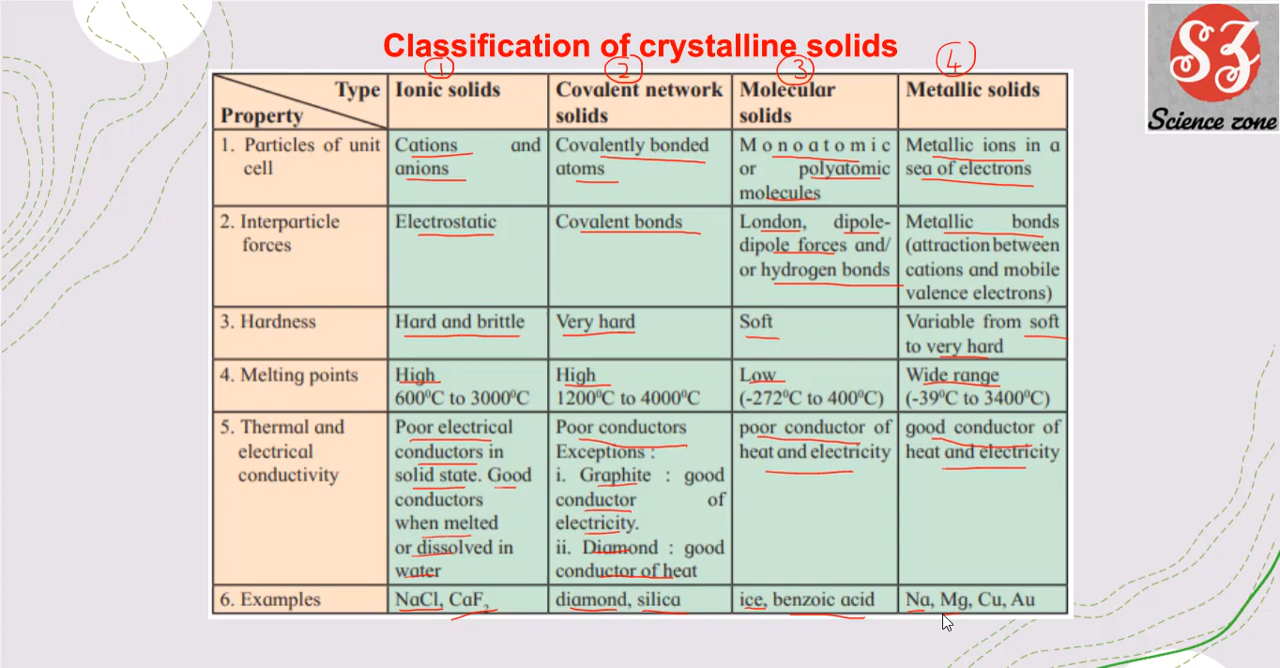 Classification of crystalline solids
SZ
Science zone
1 2 3 4
Type
Property
Ionic solids
Covalent network
solids
Molecular
solids
Metallic solids
1. Particles of unit
cell
Cations and
anions
Covalently bonded
atoms
Monoatomic
or polyatomic
molecules
Metallic ions in a
sea of electrons
2. Interparticle
forces
Electrostatic
Covalent bonds
London, dipole-
dipole forces and/
or hydrogen bonds
Metallic bonds
(attraction between
cations and mobile
valence electrons)
3. Hardness
Hard and brittle
Very hard
Soft
Variable from soft
to very hard
4. Melting points
High
600⁰C to 3000⁰C
High
1200⁰C to 4000⁰C
Low
(-272⁰C to 400⁰C)
Wide range
(-39⁰C to 3400⁰C)
5. Thermal and
electrical
conductivity
Poor electrical
conductors in
solid state. Good
conductors
when melted
or dissolved in
water
Poor conductors
Exceptions :
i. Graphite : good
conductor of
electricity.
ii. Diamond : good
conductor of heat
poor conductor of
heat and electricity
good conductor of
heat and electricity
6. Examples
NaCl, CaF₂
diamond, silica
ice, benzoic acid
Na, Mg, Cu, Au